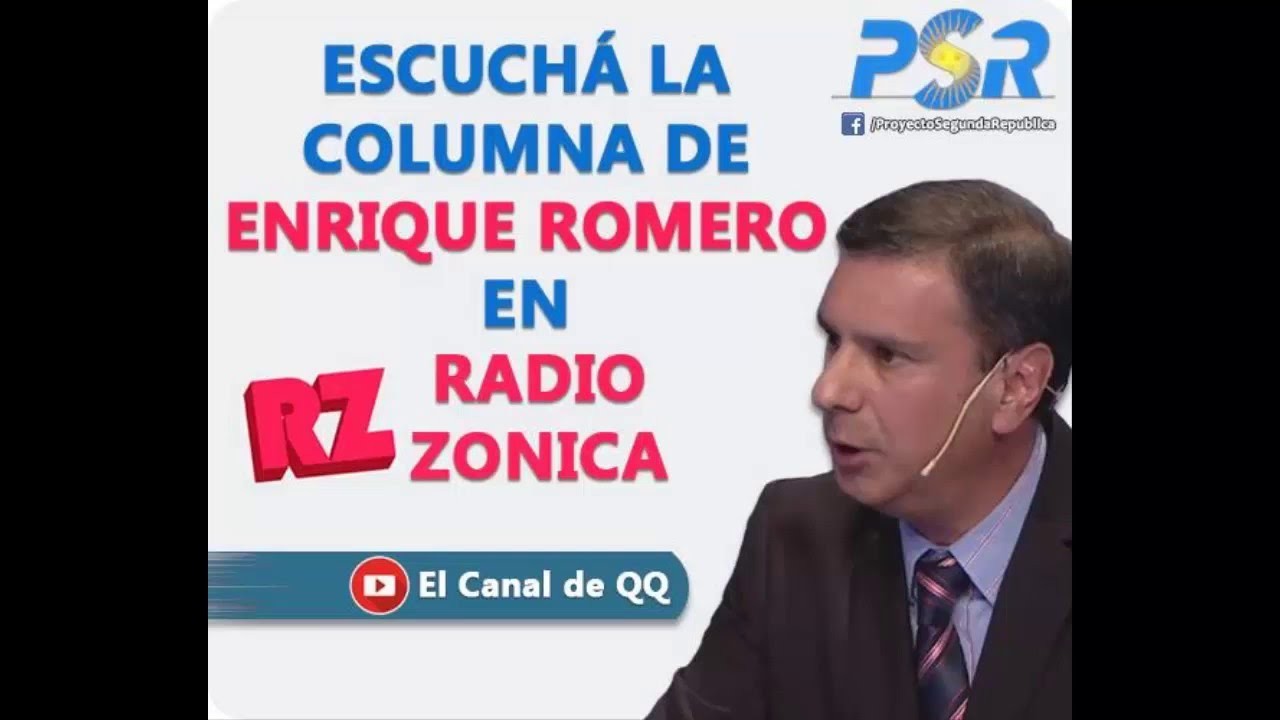 PSR
/ProyectoSegundaRepublica
ESCUCHÁ LA
COLUMNA DE
ENRIQUE ROMERO
EN
RADIO
RZ ZONICA
El Canal de QQ